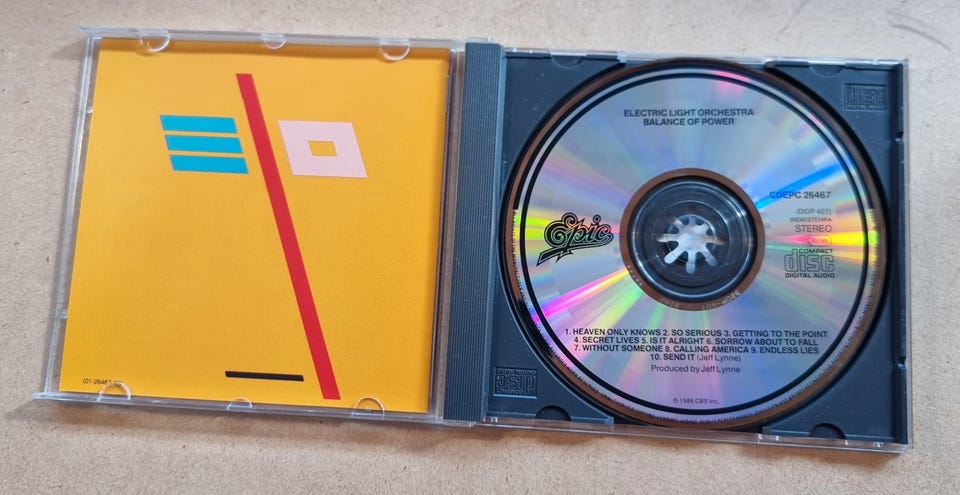 (01-26467-10)
ELECTRIC LIGHT ORCHESTRA
BALANCE OF POWER
CDEPC 26467
(DIDP 407)
BIEM/STEMRA
STEREO
Epic
COMPACT
disc
DIGITAL AUDIO
1. HEAVEN ONLY KNOWS 2. SO SERIOUS 3. GETTING TO THE POINT
4. SECRET LIVES 5. IS IT ALRIGHT 6. SORROW ABOUT TO FALL
7. WITHOUT SOMEONE 8. CALLING AMERICA 9. ENDLESS LIES
10. SEND IT (Jeff Lynne)
Produced by Jeff Lynne
℗ 1986 CBS Inc.